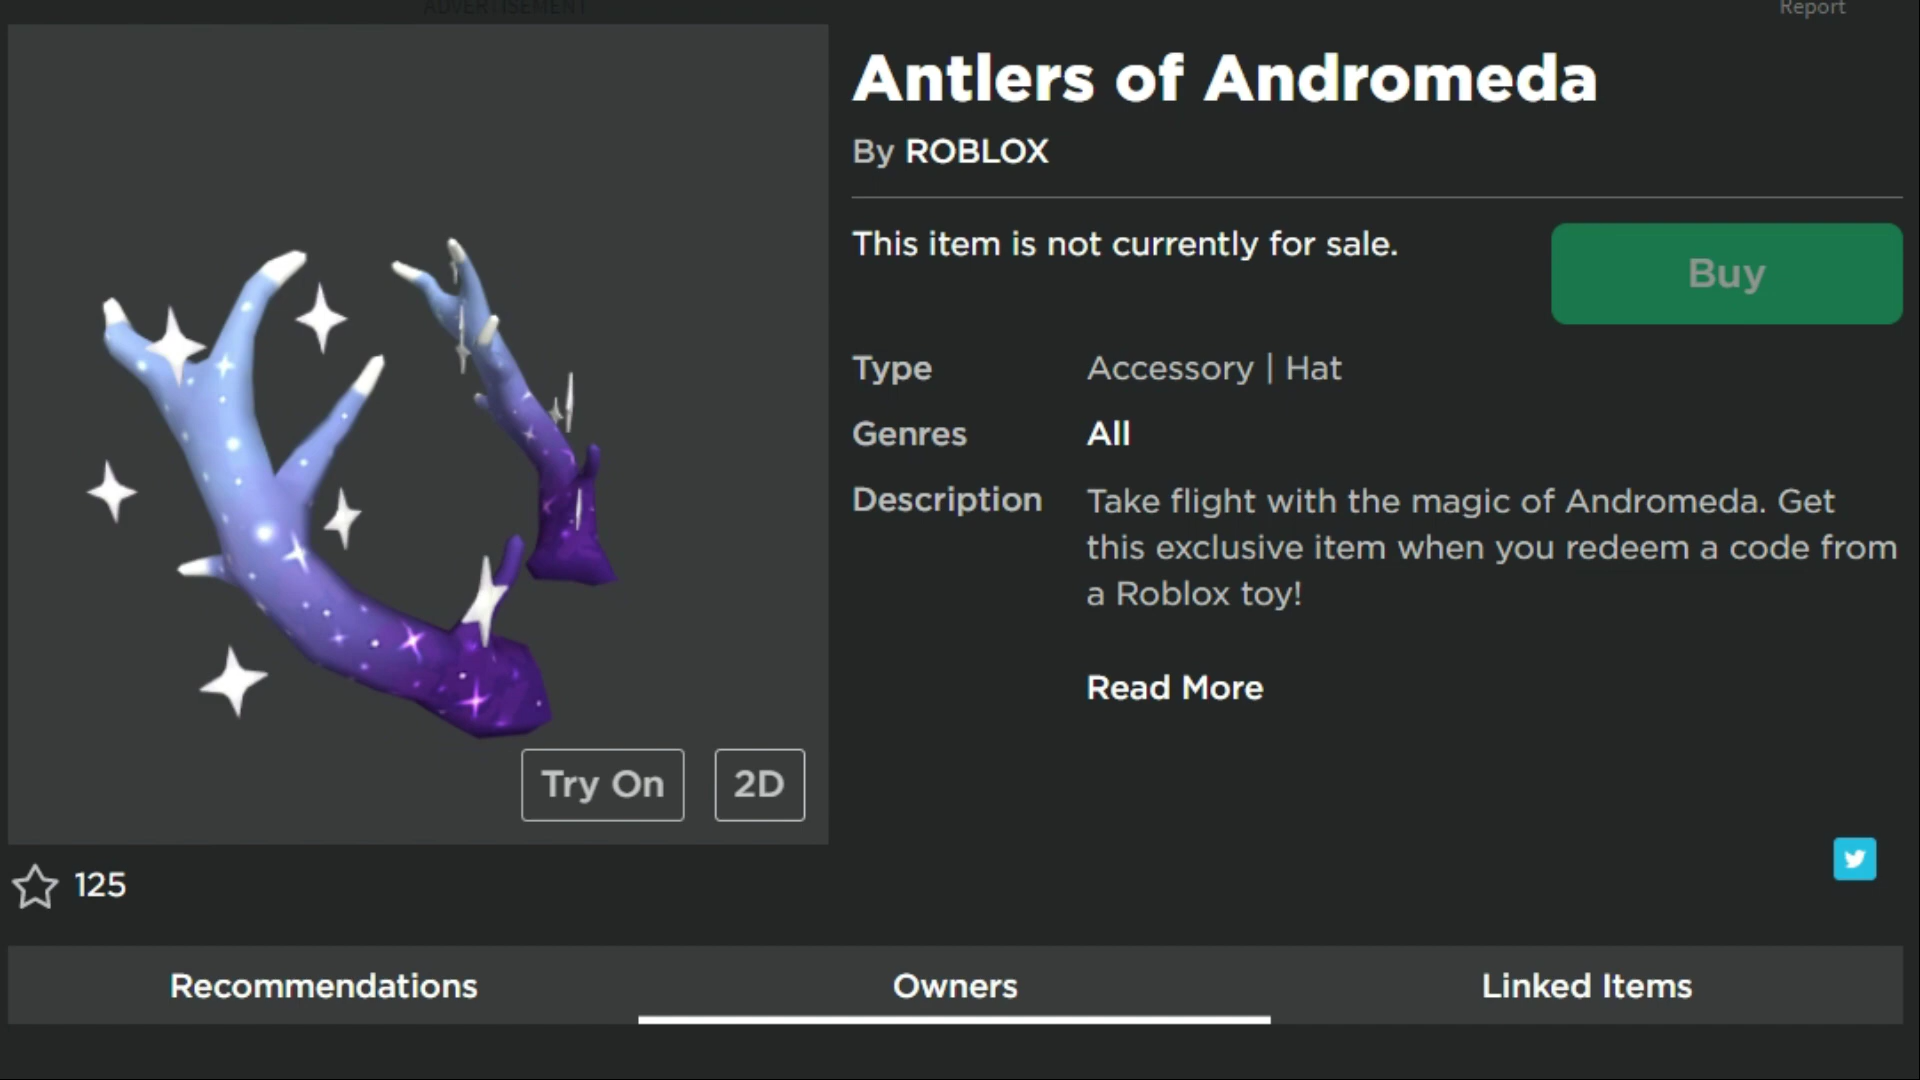 ADVERTISEMENT
Report
Antlers of Andromeda
By ROBLOX
This item is not currently for sale.
Buy
Type
Accessory | Hat
Genres
All
Description
Take flight with the magic of Andromeda. Get
this exclusive item when you redeem a code from
a Roblox toy!
Read More
Try On
2D
125
Recommendations
Owners
Linked Items